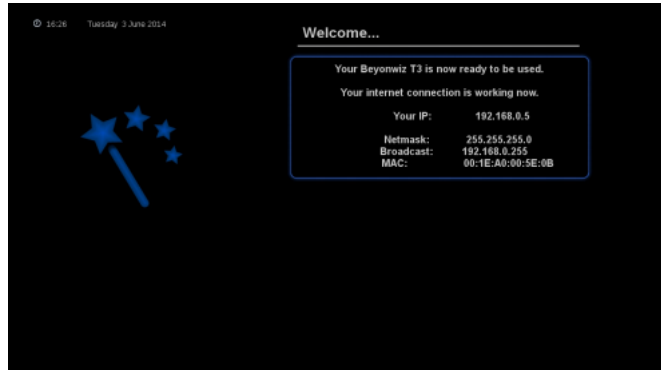 16:26 Tuesday 3 June 2014
Welcome...
Your Beyonwiz T3 is now ready to be used.
Your internet connection is working now.
Your IP: 192.168.0.5
Netmask: 255.255.255.0
Broadcast: 192.168.0.255
MAC: 00:1E:A0:00:5E:0B